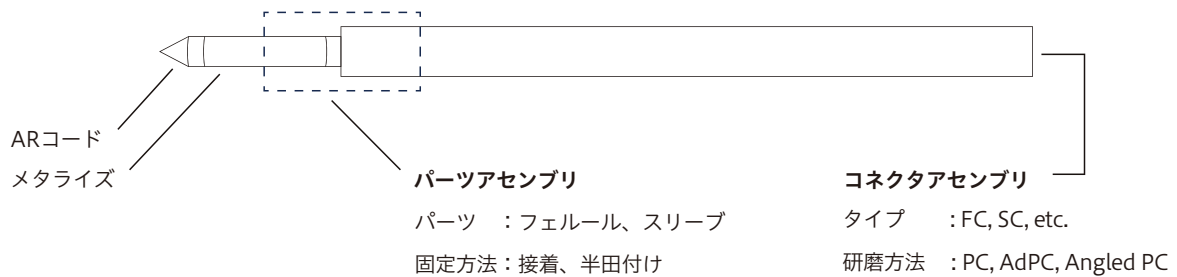 ARコード
メタライズ
パーツアセンブリ
パーツ　：フェルール、スリーブ
固定方法：接着、半田付け
コネクタアセンブリ
タイプ　　: FC, SC, etc.
研磨方法　: PC, AdPC, Angled PC